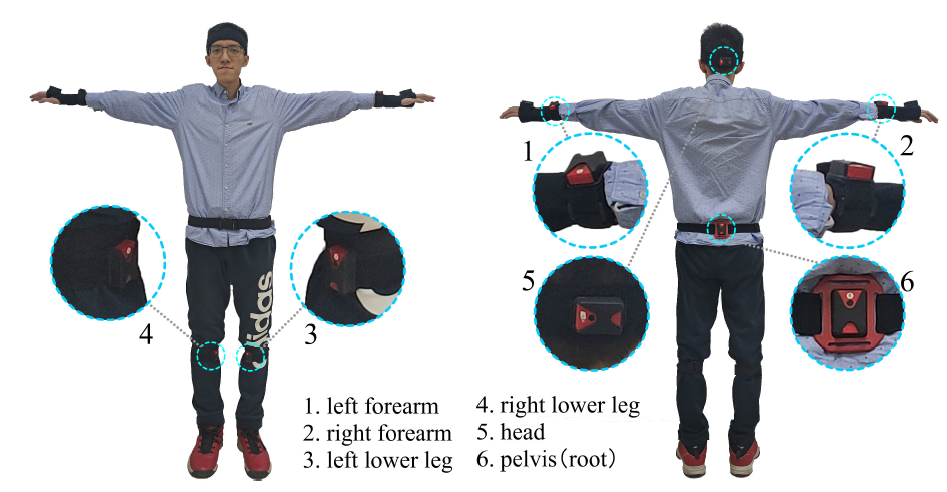 1
2
5
6
4
3
adidas
1. left forearm
2. right forearm
3. left lower leg
4. right lower leg
5. head
6. pelvis(root)